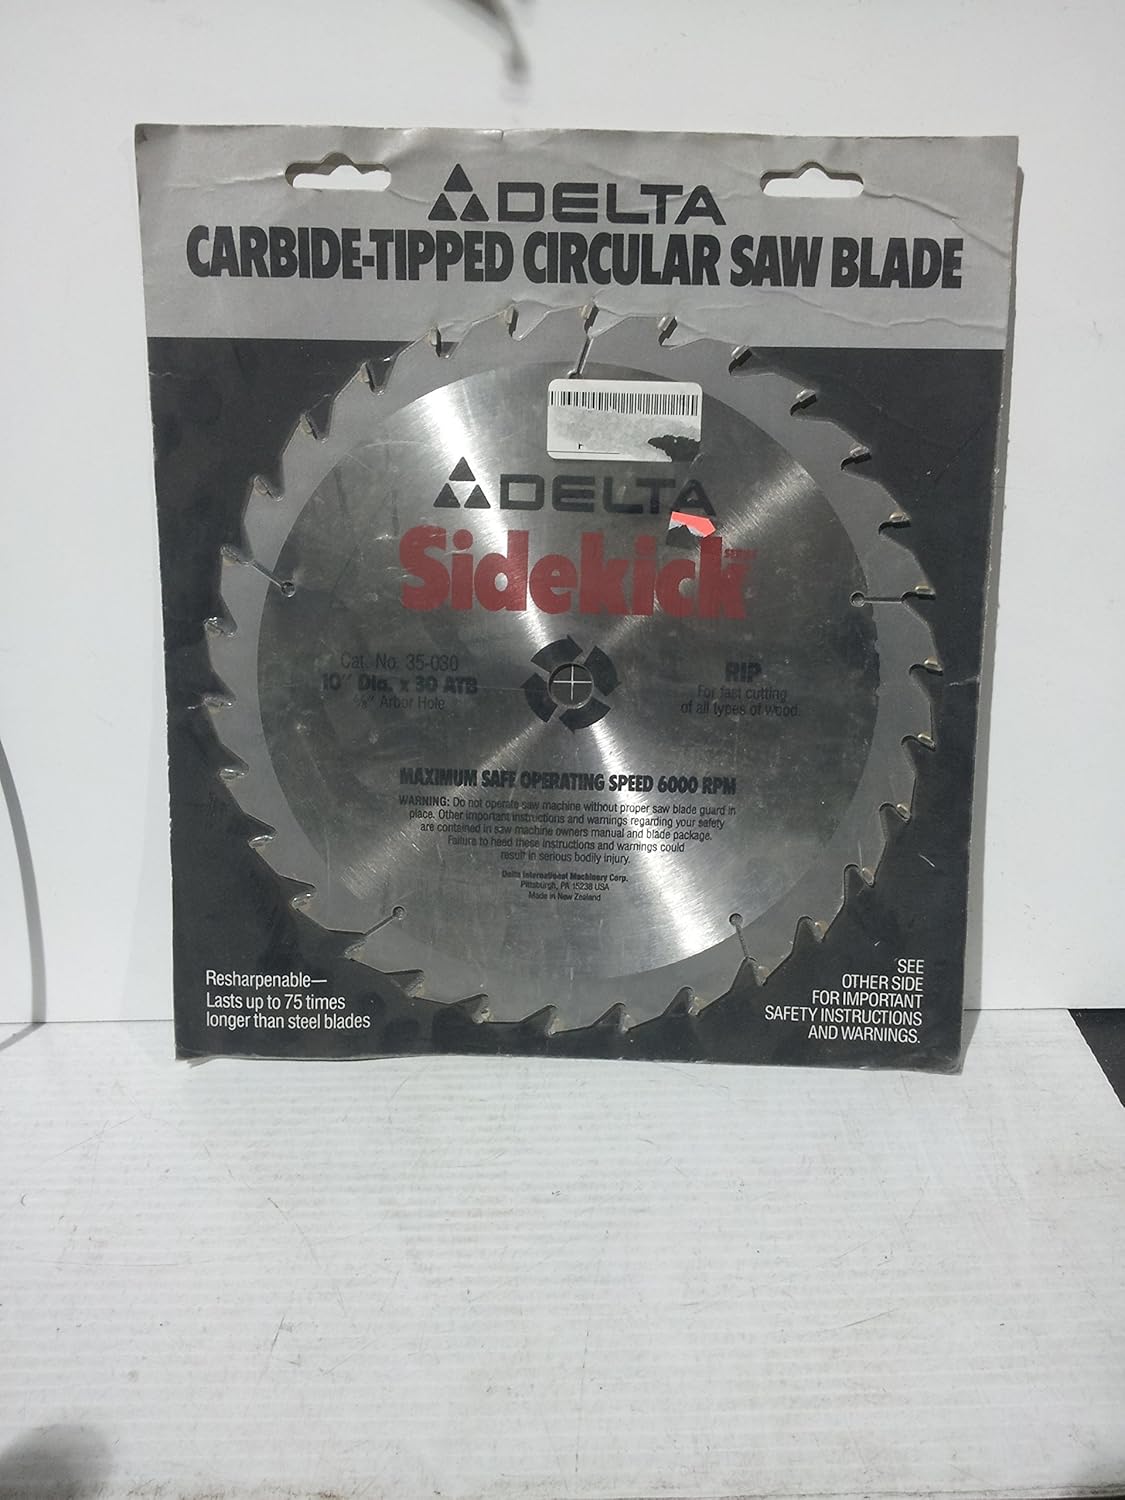 DELTA
CARBIDE-TIPPED CIRCULAR SAW BLADE
DELTA
Sidekick
Cat. No. 35-030
10" Dia. x 30 ATB
5/8" Arbor Hole
RIP
For fast cutting
of all types of wood.
MAXIMUM SAFE OPERATING SPEED 6000 RPM
WARNING: Do not operate saw machine without proper saw blade guard in
place. Other important instructions and warnings regarding your safety
are contained in saw machine owners manual and blade package.
Failure to heed these instructions and warnings could
result in serious bodily injury.
Delta International Machinery Corp.
Pittsburgh, PA 15238 USA
Made in New Zealand
Resharpenable—
Lasts up to 75 times
longer than steel blades
SEE
OTHER SIDE
FOR IMPORTANT
SAFETY INSTRUCTIONS
AND WARNINGS.